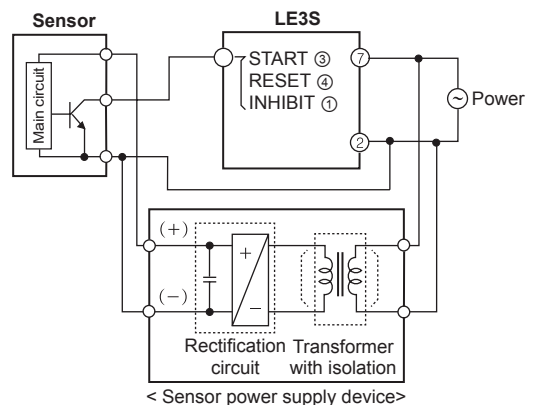 Sensor
LE3S
Main circuit
START ③
RESET ④
INHIBIT ①
⑦
②
~
Power
(+)
(−)
+
−
Rectification
circuit
Transformer
with isolation
< Sensor power supply device>